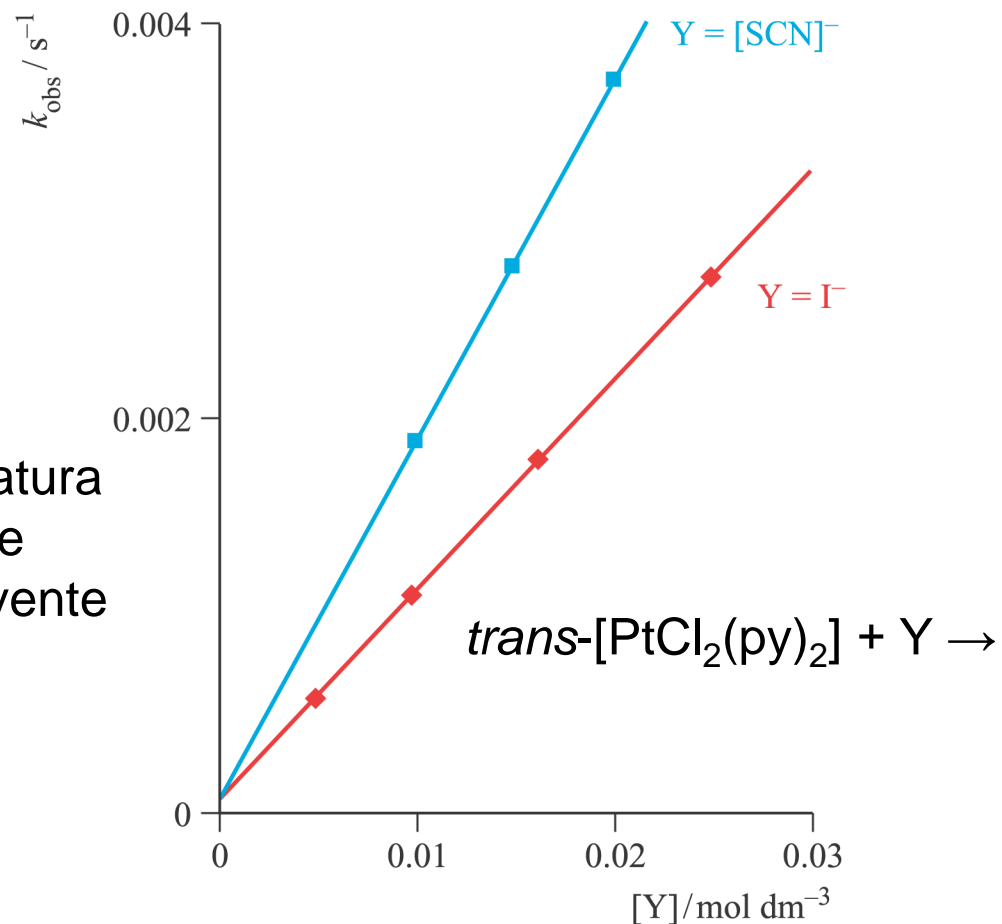 k_obs / s⁻¹
0.004
Y = [SCN]⁻
Y = I⁻
0.002
atura
e
vente
trans-[PtCl₂(py)₂] + Y →
0
0
0.01
0.02
0.03
[Y]/mol dm⁻³